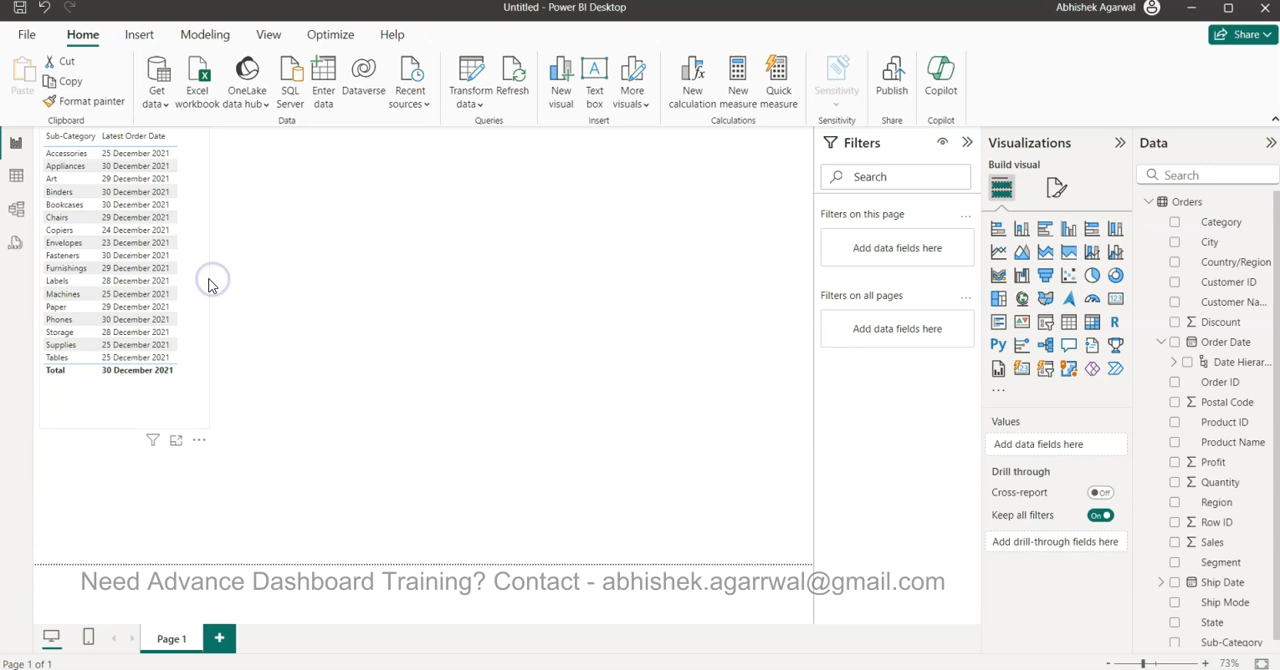 Untitled - Power BI Desktop
Abhishek Agarwal
File Home Insert Modeling View Optimize Help
Share
Paste
Cut
Copy
Format painter
Clipboard
Get data
Excel workbook
OneLake data hub
SQL Server
Enter data
Dataverse
Recent sources
Data
Transform data
Refresh
Queries
New visual
Text box
More visuals
Insert
New calculation
New measure
Quick measure
Calculations
Sensitivity
Sensitivity
Publish
Share
Copilot
Copilot
Sub-Category Latest Order Date
Accessories 25 December 2021
Appliances 30 December 2021
Art 29 December 2021
Binders 30 December 2021
Bookcases 30 December 2021
Chairs 29 December 2021
Copiers 24 December 2021
Envelopes 23 December 2021
Fasteners 30 December 2021
Furnishings 29 December 2021
Labels 28 December 2021
Machines 25 December 2021
Paper 29 December 2021
Phones 30 December 2021
Storage 28 December 2021
Supplies 25 December 2021
Tables 25 December 2021
Total 30 December 2021
Filters
Search
Filters on this page
Add data fields here
Filters on all pages
Add data fields here
Visualizations
Build visual
R
Py
Values
Add data fields here
Drill through
Cross-report Off
Keep all filters On
Add drill-through fields here
Data
Search
Orders
Category
City
Country/Region
Customer ID
Customer Na...
Discount
Order Date
Date Hierar...
Order ID
Postal Code
Product ID
Product Name
Profit
Quantity
Region
Row ID
Sales
Segment
Ship Date
Ship Mode
State
Sub-Category
Need Advance Dashboard Training? Contact - abhishek.agarrwal@gmail.com
Page 1
Page 1 of 1
73%